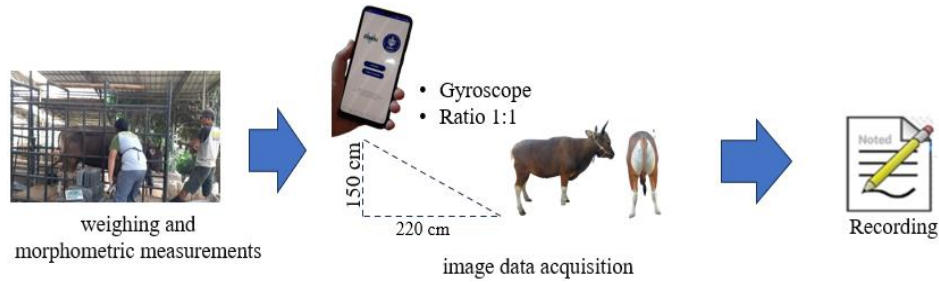 weighing and
morphometric measurements
• Gyroscope
• Ratio 1:1
150 cm
220 cm
image data acquisition
Noted
Recording